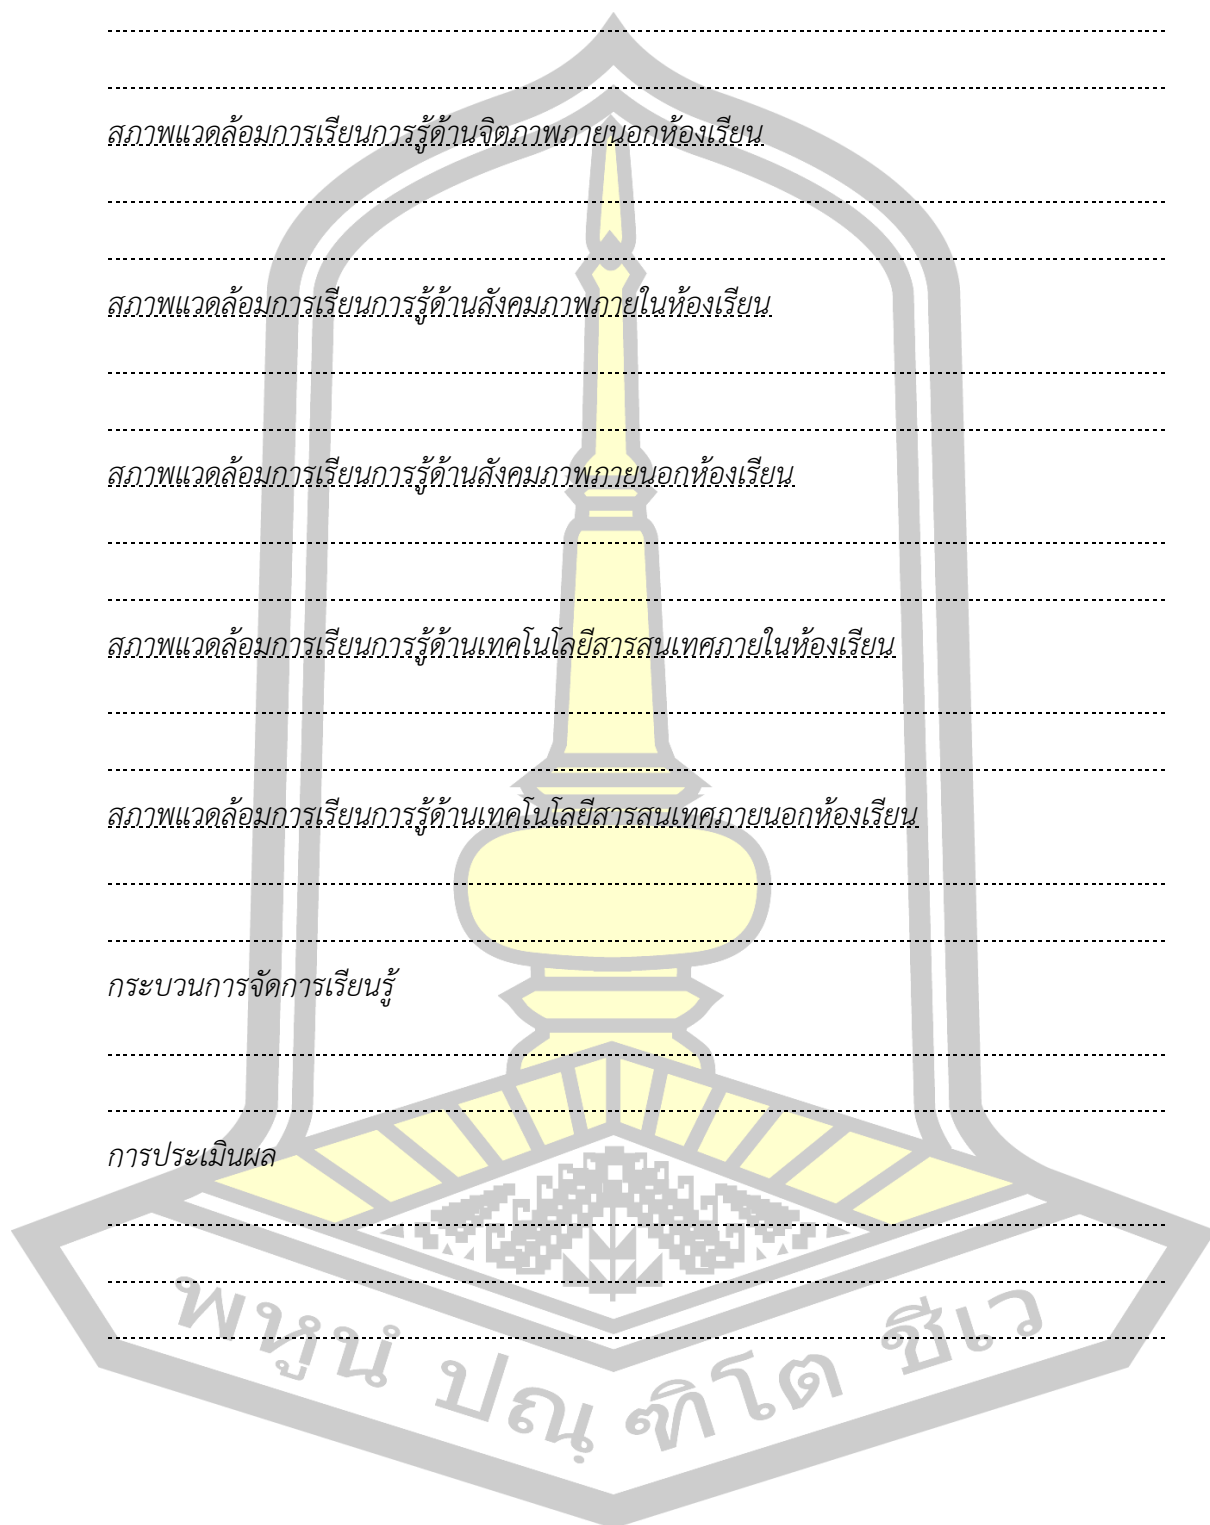 สภาพแวดล้อมการเรียนการรู้ด้านจิตภาพภายนอกห้องเรียน
สภาพแวดล้อมการเรียนการรู้ด้านสังคมภาพภายในห้องเรียน
สภาพแวดล้อมการเรียนการรู้ด้านสังคมภาพภายนอกห้องเรียน
สภาพแวดล้อมการเรียนการรู้ด้านเทคโนโลยีสารสนเทศภายในห้องเรียน
สภาพแวดล้อมการเรียนการรู้ด้านเทคโนโลยีสารสนเทศภายนอกห้องเรียน
กระบวนการจัดการเรียนรู้
การประเมินผล
พหูนํ ปณฺฑิโต ชีเว